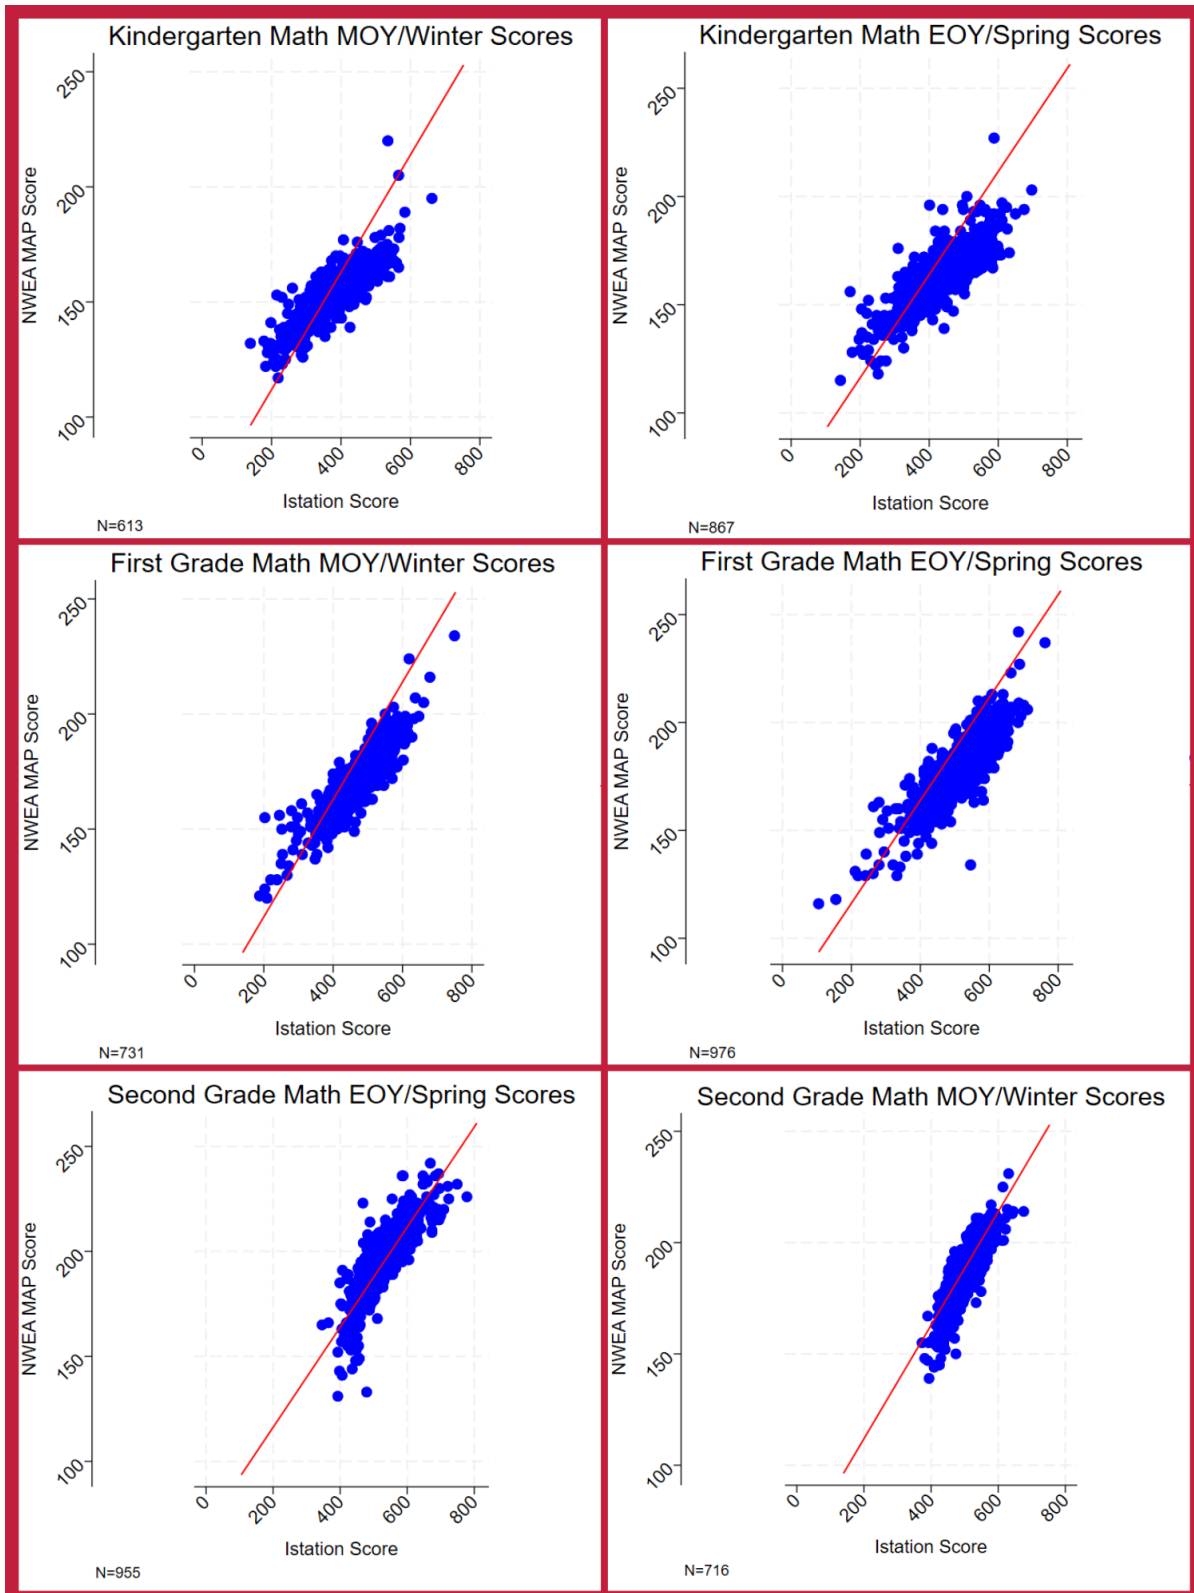 Kindergarten Math MOY/Winter Scores
NWEA MAP Score
250
200
150
100
0 200 400 600 800
Istation Score
N=613
Kindergarten Math EOY/Spring Scores
NWEA MAP Score
250
200
150
100
0 200 400 600 800
Istation Score
N=867
First Grade Math MOY/Winter Scores
NWEA MAP Score
250
200
150
100
0 200 400 600 800
Istation Score
N=731
First Grade Math EOY/Spring Scores
NWEA MAP Score
250
200
150
100
0 200 400 600 800
Istation Score
N=976
Second Grade Math EOY/Spring Scores
NWEA MAP Score
250
200
150
100
0 200 400 600 800
Istation Score
N=955
Second Grade Math MOY/Winter Scores
NWEA MAP Score
250
200
150
100
0 200 400 600 800
Istation Score
N=716